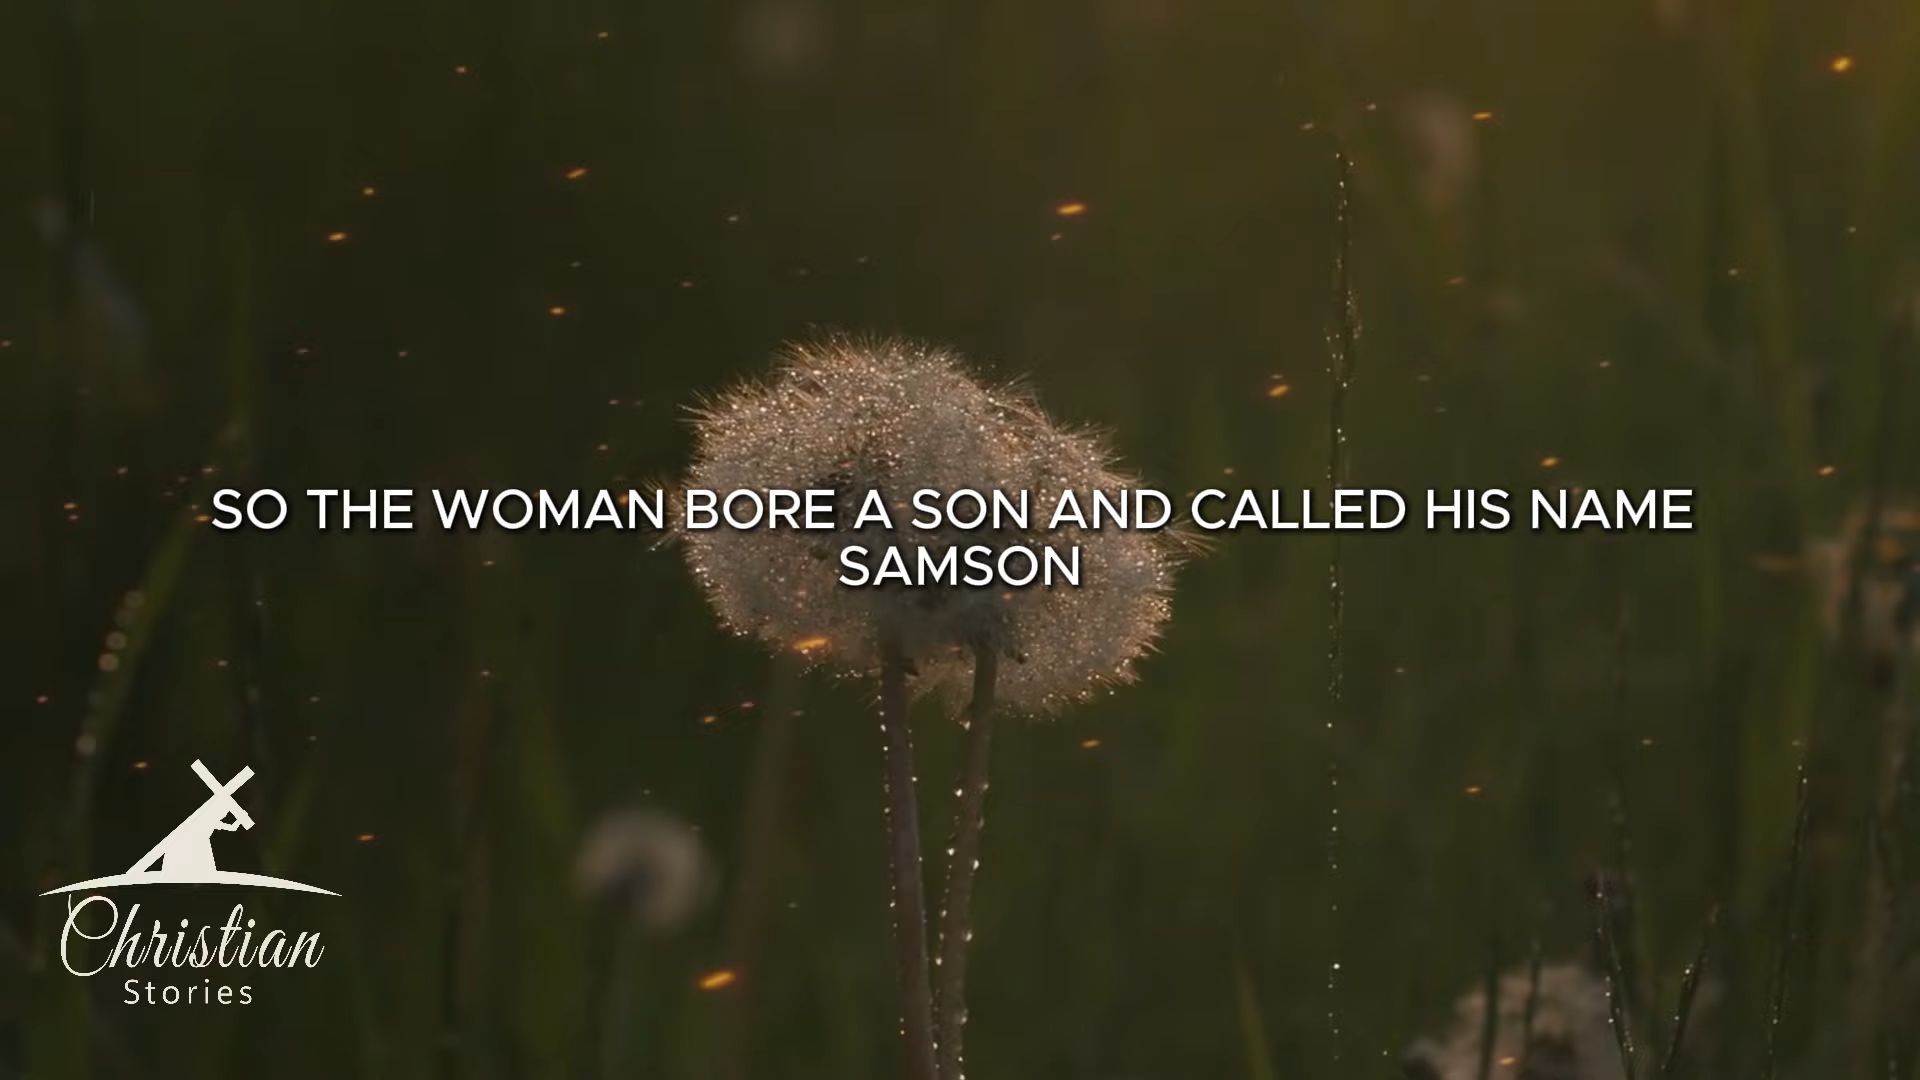 SO THE WOMAN BORE A SON AND CALLED HIS NAME
SAMSON
Christian
Stories